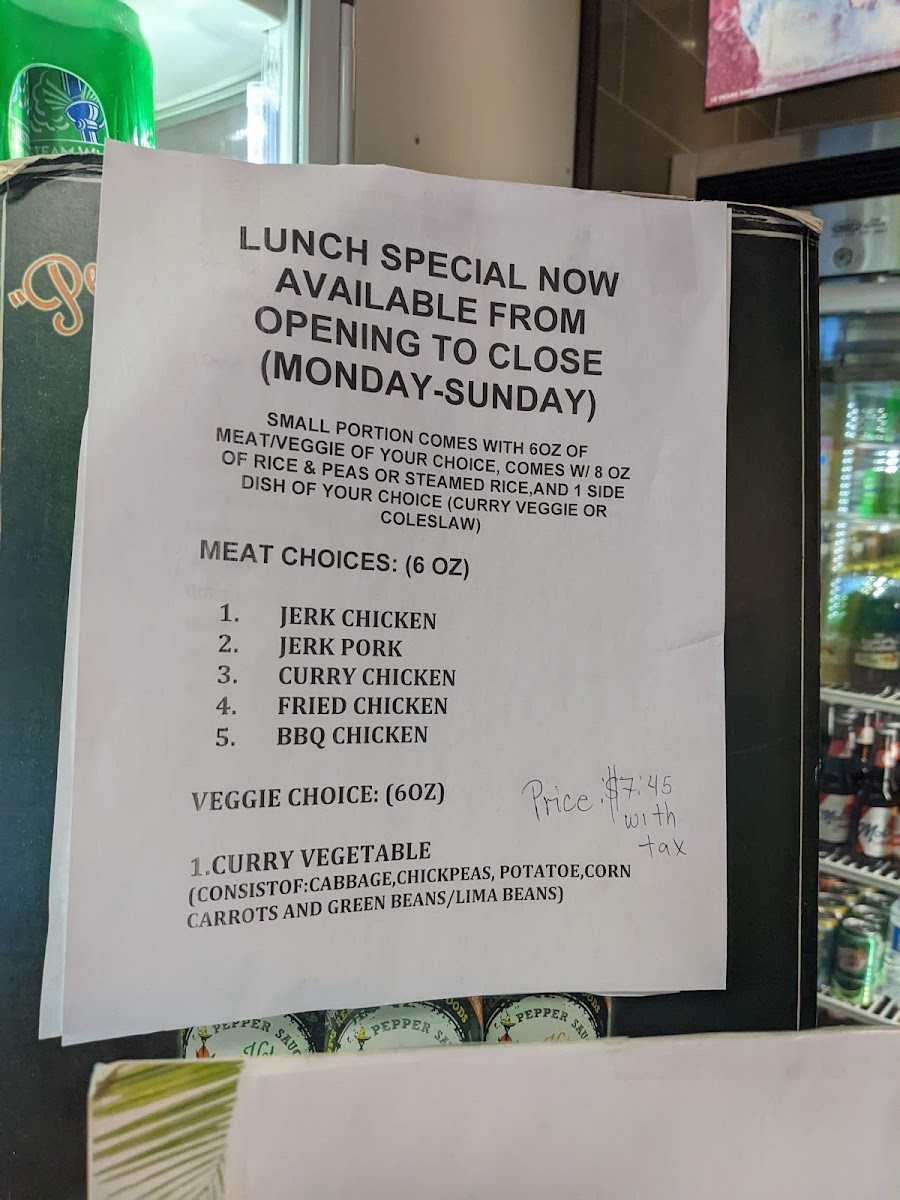 LUNCH SPECIAL NOW
AVAILABLE FROM
OPENING TO CLOSE
(MONDAY-SUNDAY)
SMALL PORTION COMES WITH 6OZ OF
MEAT/VEGGIE OF YOUR CHOICE, COMES W/ 8 OZ
OF RICE & PEAS OR STEAMED RICE,AND 1 SIDE
DISH OF YOUR CHOICE (CURRY VEGGIE OR
COLESLAW)
MEAT CHOICES: (6 OZ)
1. JERK CHICKEN
2. JERK PORK
3. CURRY CHICKEN
4. FRIED CHICKEN
5. BBQ CHICKEN
VEGGIE CHOICE: (6OZ)
Price: $7.45
with
tax
1.CURRY VEGETABLE
(CONSISTOF:CABBAGE,CHICKPEAS, POTATOE,CORN
CARROTS AND GREEN BEANS/LIMA BEANS)
PEPPER
PEPPER
PEPPER